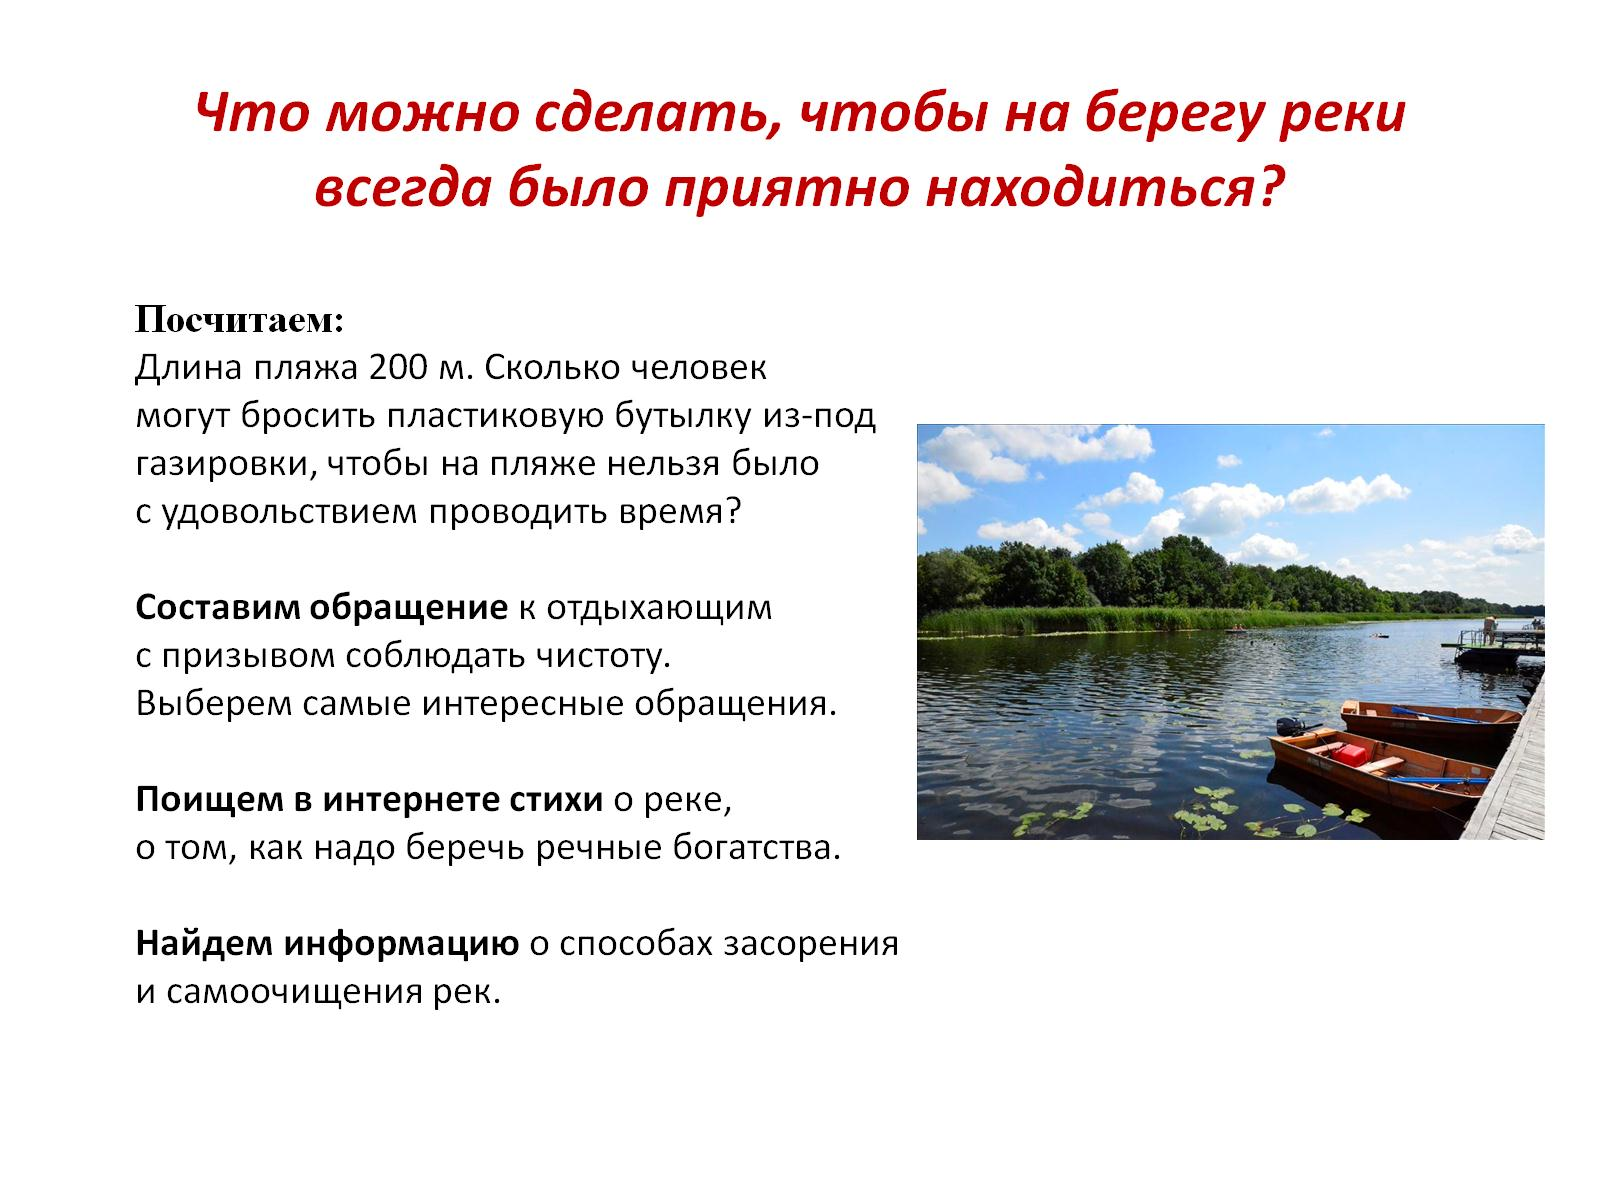 Что можно сделать, чтобы на берегу реки
всегда было приятно находиться?
Посчитаем:
Длина пляжа 200 м. Сколько человек
могут бросить пластиковую бутылку из-под
газировки, чтобы на пляже нельзя было
с удовольствием проводить время?
Составим обращение к отдыхающим
с призывом соблюдать чистоту.
Выберем самые интересные обращения.
Поищем в интернете стихи о реке,
о том, как надо беречь речные богатства.
Найдем информацию о способах засорения
и самоочищения рек.